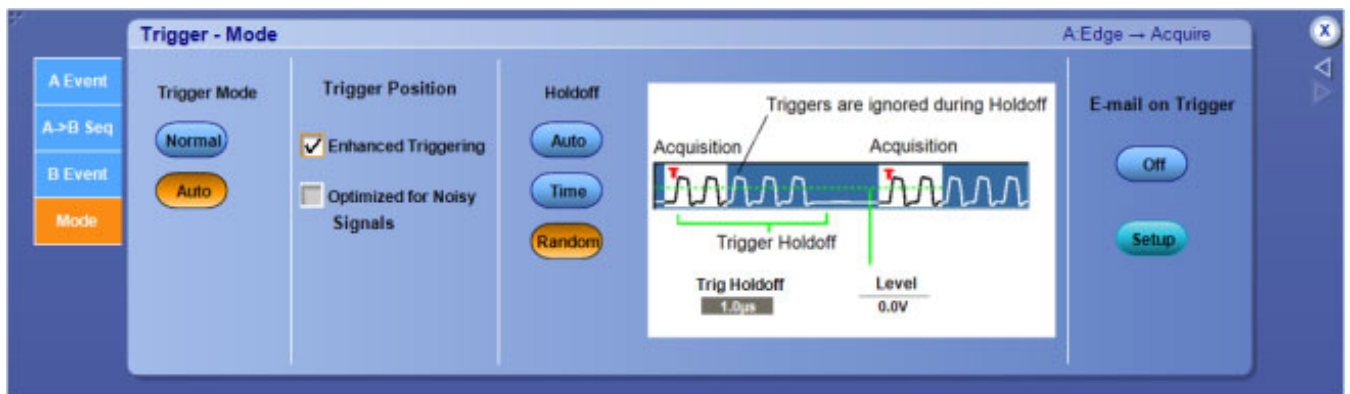 Trigger - Mode
A:Edge → Acquire
X
A Event
A->B Seq
B Event
Mode
Trigger Mode
Normal
Auto
Trigger Position
Enhanced Triggering
Optimized for Noisy
Signals
Holdoff
Auto
Time
Random
Triggers are ignored during Holdoff
Acquisition
Acquisition
T
T
Trigger Holdoff
Trig Holdoff
1.0µs
Level
0.0V
E-mail on Trigger
Off
Setup